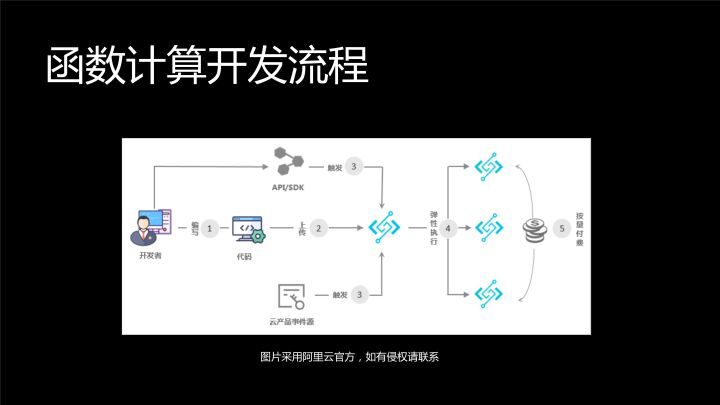 函数计算开发流程
API/SDK
触发 3
开发者
编写 1
代码
上传 2
弹性执行 4
5 按量付费
云产品事件源
触发 3
图片采用阿里云官方，如有侵权请联系